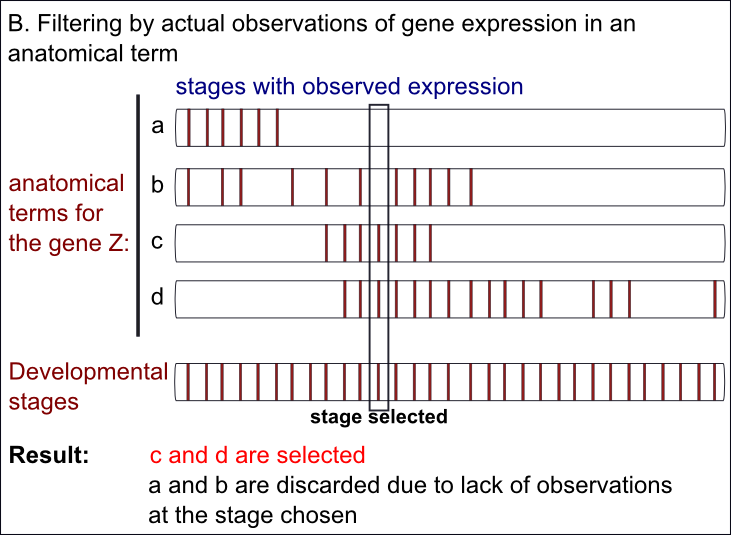 B. Filtering by actual observations of gene expression in an
anatomical term
stages with observed expression
a
anatomical
terms for
the gene Z:
b
c
d
Developmental
stages
stage selected
Result:
c and d are selected
a and b are discarded due to lack of observations
at the stage chosen